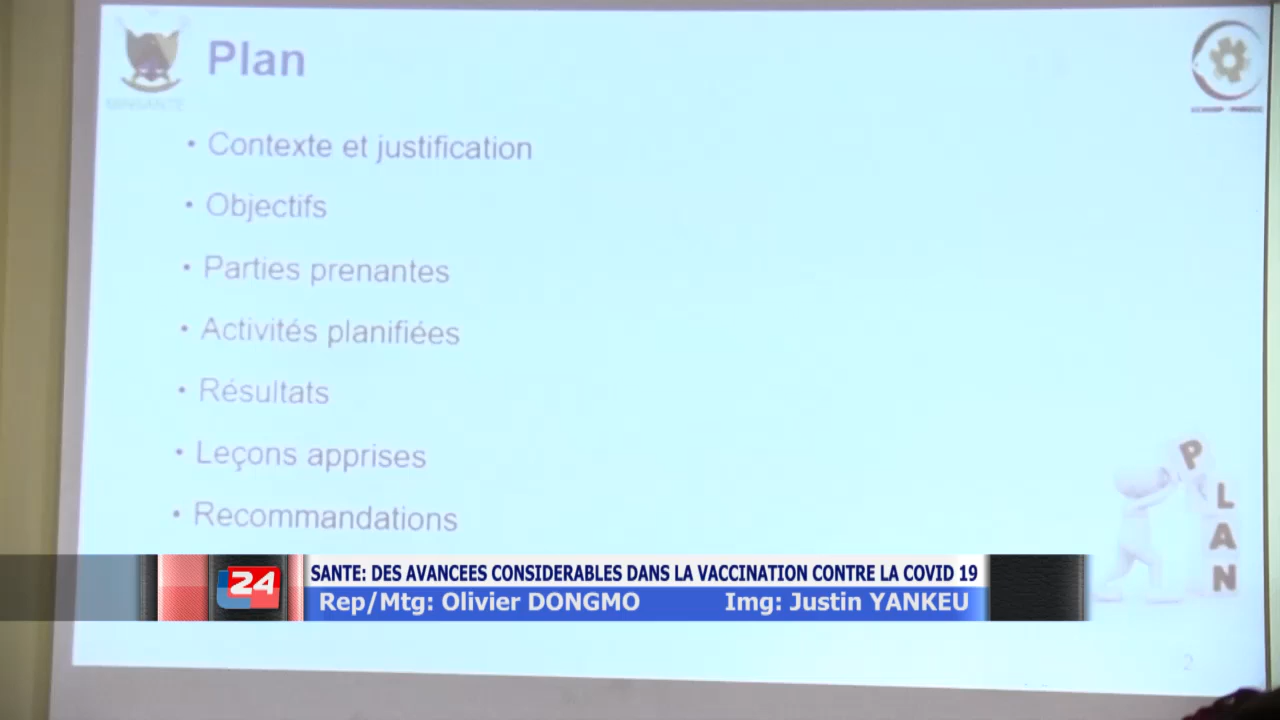 Plan
• Contexte et justification
• Objectifs
• Parties prenantes
• Activités planifiées
• Résultats
• Leçons apprises
• Recommandations
P
L
A
N
24
SANTE: DES AVANCEES CONSIDERABLES DANS LA VACCINATION CONTRE LA COVID 19
Rep/Mtg: Olivier DONGMO Img: Justin YANKEU
2